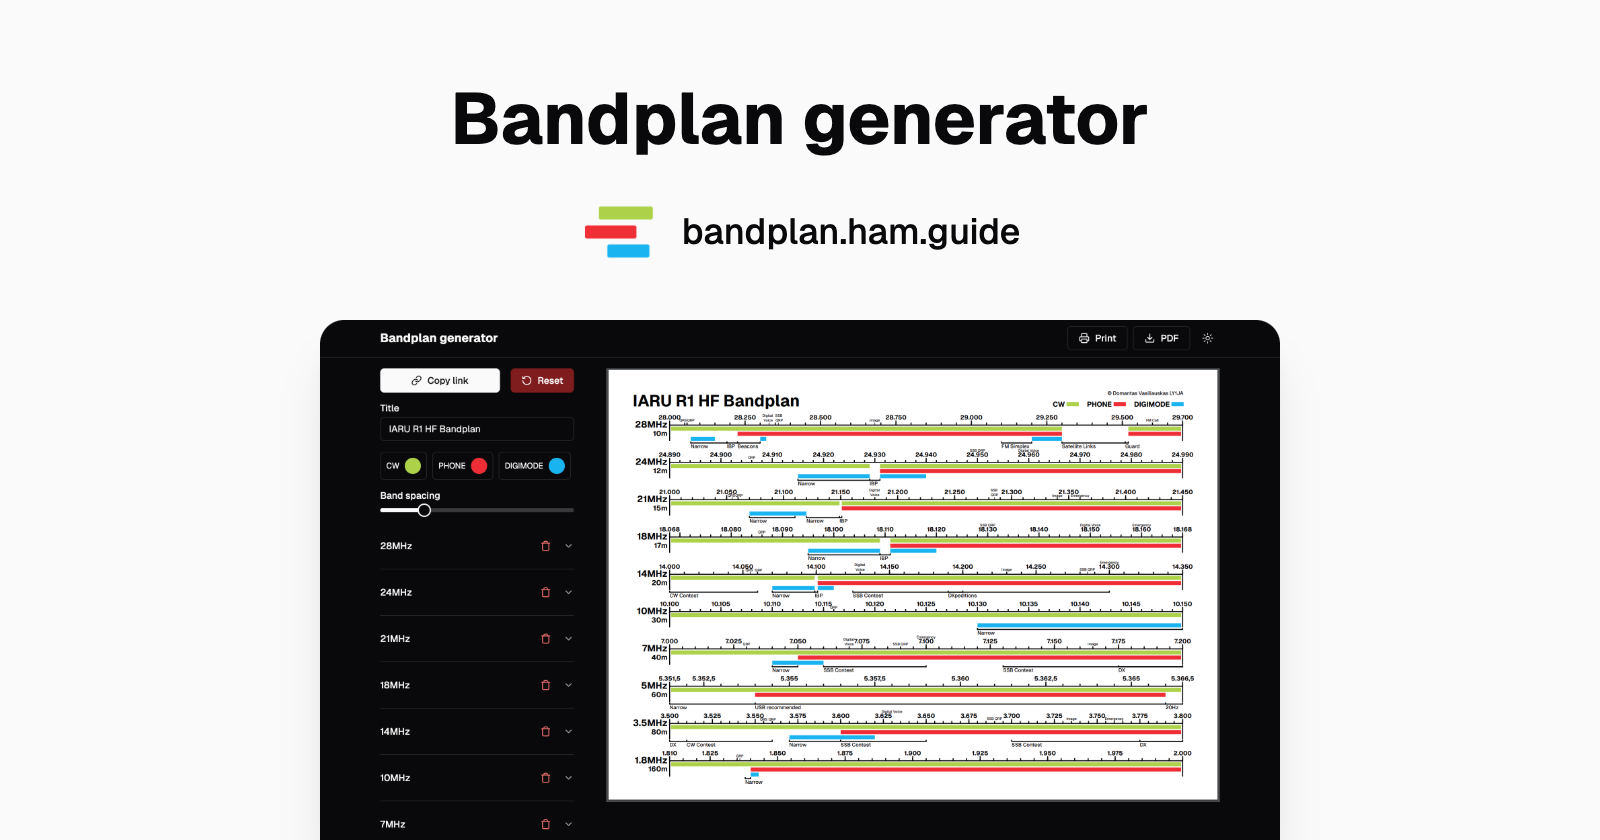 Bandplan generator
bandplan.ham.guide
Bandplan generator
Print
PDF
Copy link
Reset
Title
IARU R1 HF Bandplan
CW
PHONE
DIGIMODE
Band spacing
28MHz
24MHz
21MHz
18MHz
14MHz
10MHz
7MHz
IARU R1 HF Bandplan
© Domantas Vasiliauskas LY1JA
CW PHONE DIGIMODE
28.000 28.250 28.500 28.750 29.000 29.250 29.500 29.700
28MHz
10m
Narrow IBP Beacons FM Simplex Satellite Links Guard
24.890 24.900 24.910 24.920 24.930 24.940 24.950 24.960 24.970 24.980 24.990
24MHz
12m
Narrow IBP
21.000 21.050 21.100 21.150 21.200 21.250 21.300 21.350 21.400 21.450
21MHz
15m
Narrow Narrow IBP
18.068 18.080 18.090 18.100 18.110 18.120 18.130 18.140 18.150 18.160 18.168
18MHz
17m
Narrow IBP
14.000 14.050 14.100 14.150 14.200 14.250 14.300 14.350
14MHz
20m
CW Contest Narrow IBP SSB Contest DXpeditions
10.100 10.105 10.110 10.115 10.120 10.125 10.130 10.135 10.140 10.145 10.150
10MHz
30m
Narrow
7.000 7.025 7.050 7.075 7.100 7.125 7.150 7.175 7.200
7MHz
40m
Narrow SSB Contest SSB Contest DX
5.351,5 5.352,5 5.355 5.357,5 5.360 5.362,5 5.365 5.366,5
5MHz
60m
Narrow USB recommended 20Hz
3.500 3.525 3.550 3.575 3.600 3.625 3.650 3.675 3.700 3.725 3.750 3.775 3.800
3.5MHz
80m
DX CW Contest Narrow SSB Contest SSB Contest DX
1.810 1.825 1.850 1.875 1.900 1.925 1.950 1.975 2.000
1.8MHz
160m
Narrow